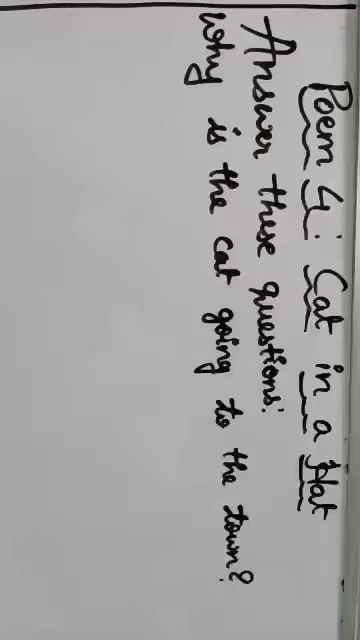 Poem 4: Cat in a Hat
Answer these questions:
Why is the cat going to the town?